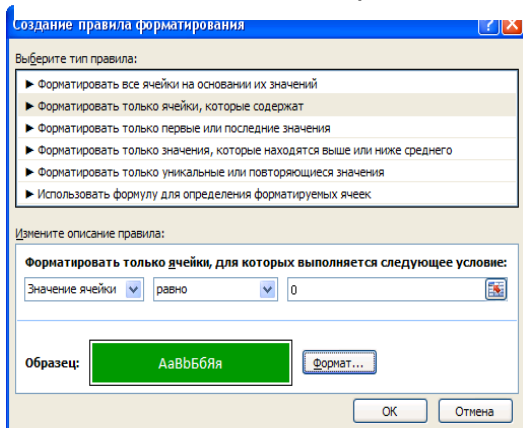 Создание правила форматирования
Выберите тип правила:
► Форматировать все ячейки на основании их значений
► Форматировать только ячейки, которые содержат
► Форматировать только первые или последние значения
► Форматировать только значения, которые находятся выше или ниже среднего
► Форматировать только уникальные или повторяющиеся значения
► Использовать формулу для определения форматируемых ячеек
Измените описание правила:
Форматировать только ячейки, для которых выполняется следующее условие:
Значение ячейки равно 0
Образец: АаВbБбЯя Формат...
ОК Отмена